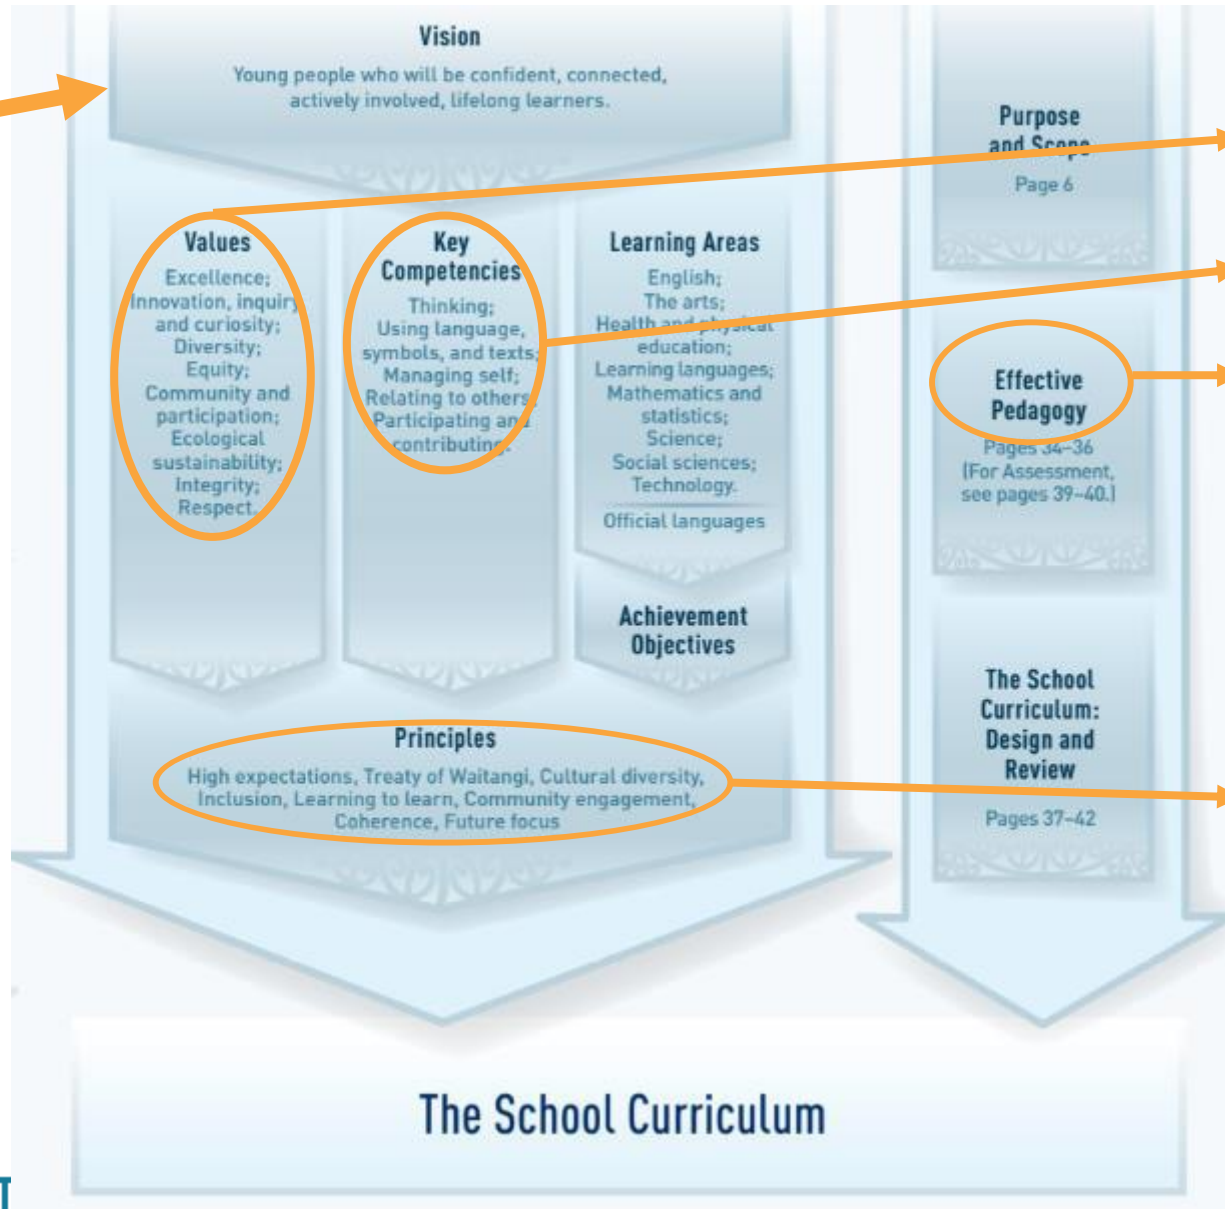 Vision
Young people who will be confident, connected,
actively involved, lifelong learners.
Values
Excellence;
Innovation, inquiry
and curiosity;
Diversity;
Equity;
Community and
participation;
Ecological
sustainability;
Integrity;
Respect.
Key
Competencies
Thinking;
Using language,
symbols, and texts;
Managing self;
Relating to others;
Participating and
contributing.
Learning Areas
English;
The arts;
Health and physical
education;
Learning languages;
Mathematics and
statistics;
Science;
Social sciences;
Technology.
Official languages
Achievement
Objectives
Principles
High expectations, Treaty of Waitangi, Cultural diversity,
Inclusion, Learning to learn, Community engagement,
Coherence, Future focus
Purpose
and Scope
Page 6
Effective
Pedagogy
Pages 34–36
(For Assessment,
see pages 39–40.)
The School
Curriculum:
Design and
Review
Pages 37–42
The School Curriculum